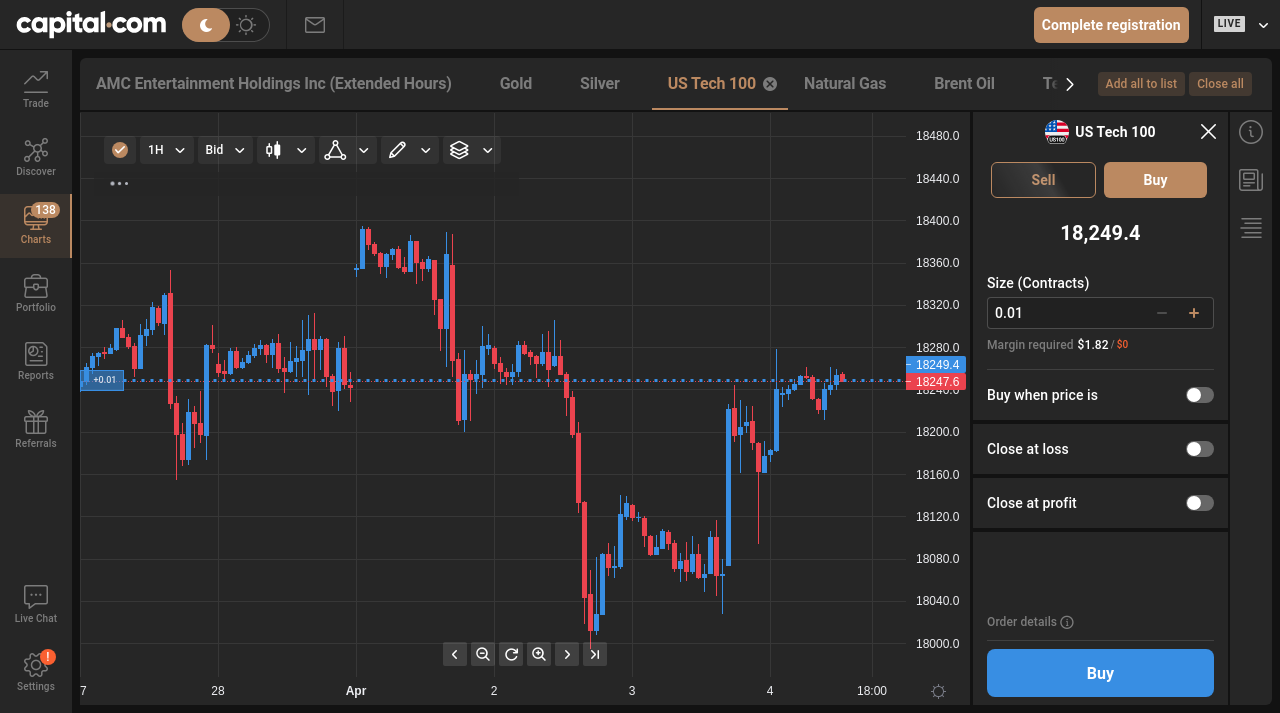 capital.com
Complete registration
LIVE
Trade
Discover
138
Charts
Portfolio
Reports
Referrals
Live Chat
!
Settings
AMC Entertainment Holdings Inc (Extended Hours)
Gold
Silver
US Tech 100
Natural Gas
Brent Oil
Te
Add all to list
Close all
1H
Bid
18480.0
18440.0
18400.0
18360.0
18320.0
18280.0
18249.4
18247.6
18240.0
18200.0
18160.0
18120.0
18080.0
18040.0
18000.0
+0.01
7
28
Apr
2
3
4
18:00
US100
US Tech 100
Sell
Buy
18,249.4
Size (Contracts)
0.01
Margin required $1.82 / $0
Buy when price is
Close at loss
Close at profit
Order details
Buy